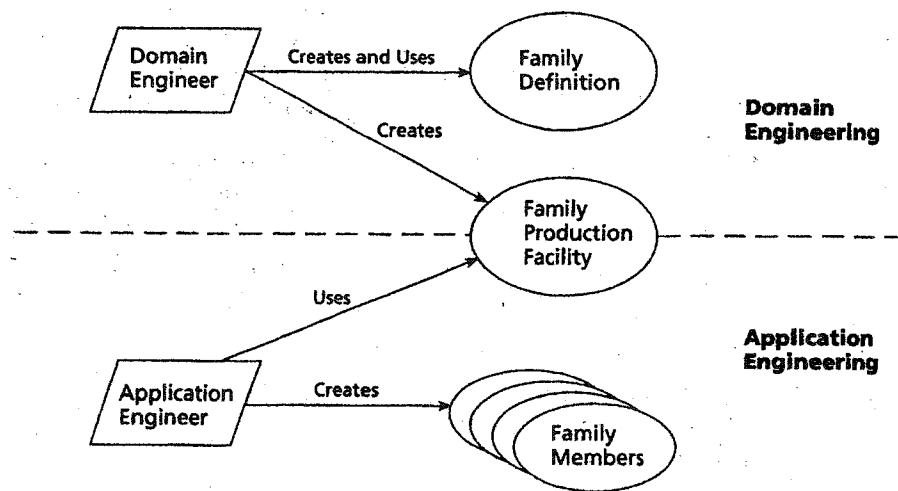 Domain
Engineer
Creates and Uses
Family
Definition
Domain
Engineering
Creates
Family
Production
Facility
Uses
Application
Engineering
Application
Engineer
Creates
Family
Members